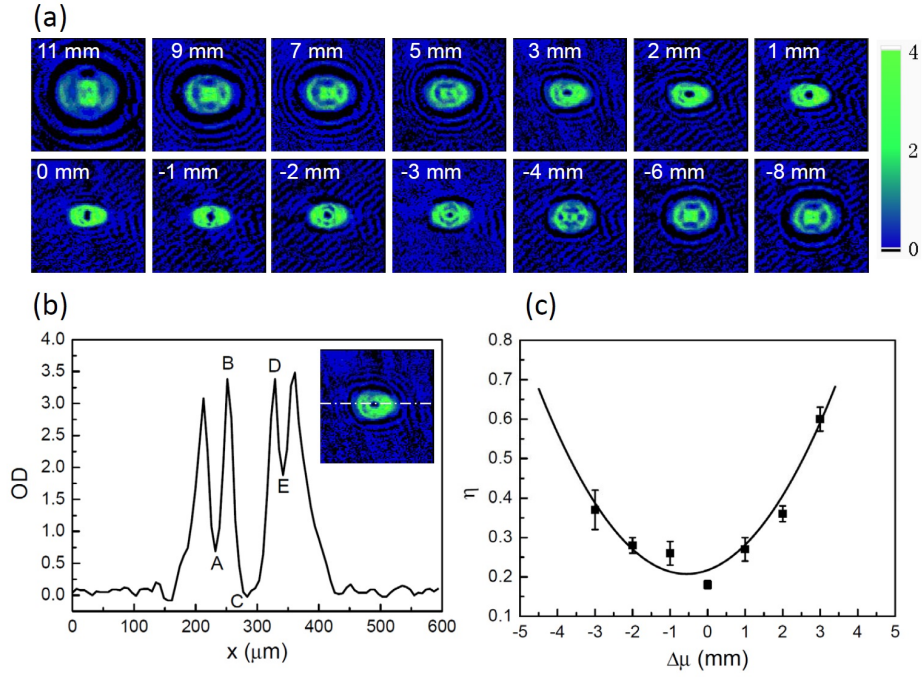 (a)
11 mm 9 mm 7 mm 5 mm 3 mm 2 mm 1 mm
4
2
0
0 mm -1 mm -2 mm -3 mm -4 mm -6 mm -8 mm
(b)
4.0
3.5
3.0
2.5
2.0
1.5
1.0
0.5
0.0
OD
B D
E
A
C
0 100 200 300 400 500 600
x (μm)
(c)
0.8
0.7
0.6
0.5
0.4
0.3
0.2
0.1
η
-5 -4 -3 -2 -1 0 1 2 3 4 5
Δμ (mm)